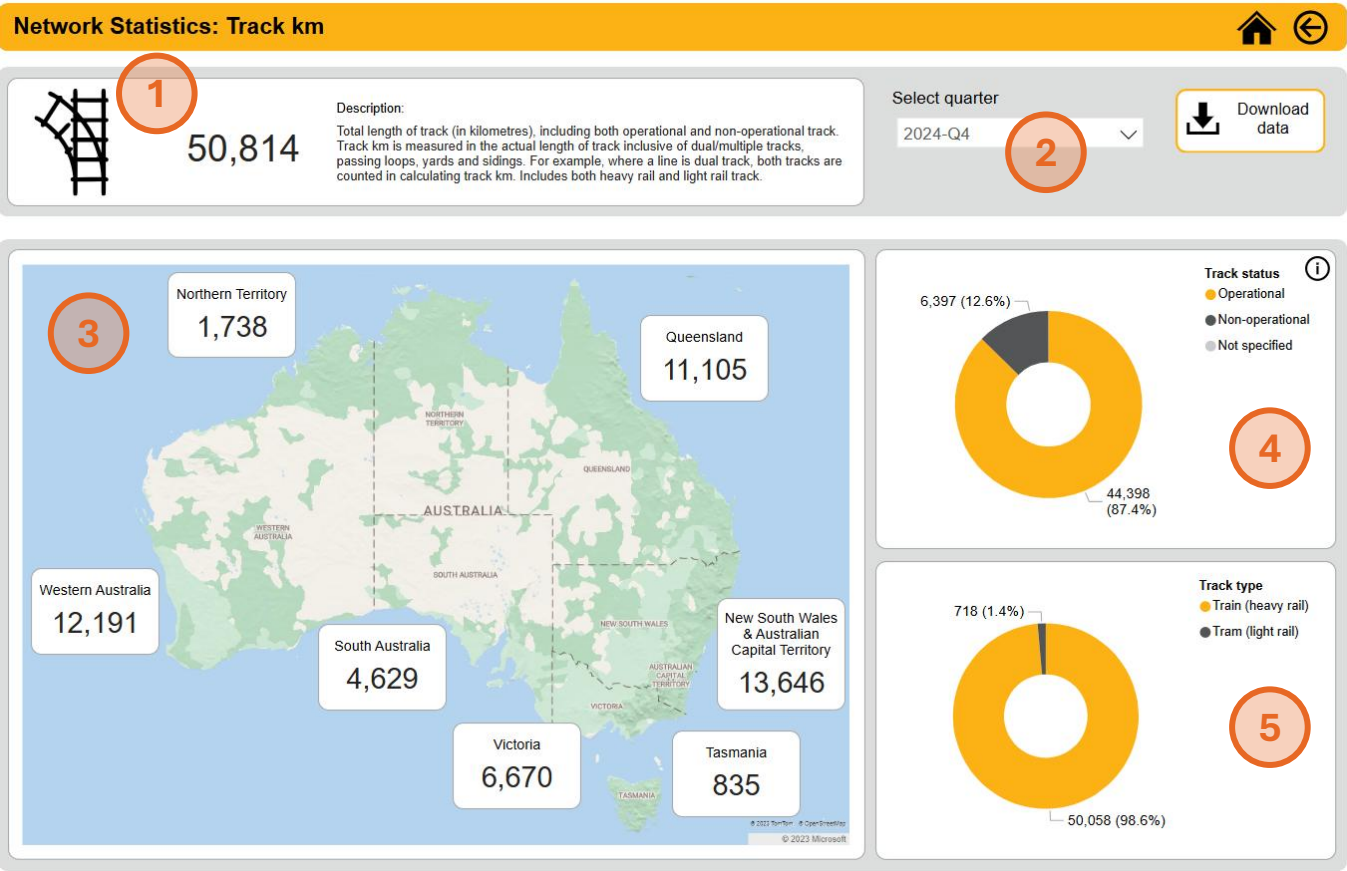 Network Statistics: Track km
1
50,814
Description:
Total length of track (in kilometres), including both operational and non-operational track.
Track km is measured in the actual length of track inclusive of dual/multiple tracks,
passing loops, yards and sidings. For example, where a line is dual track, both tracks are
counted in calculating track km. Includes both heavy rail and light rail track.
Select quarter
2024-Q4
2
Download
data
3
Northern Territory
1,738
Queensland
11,105
NORTHERN
TERRITORY
QUEENSLAND
AUSTRALIA
WESTERN
AUSTRALIA
SOUTH AUSTRALIA
Western Australia
12,191
South Australia
4,629
NEW SOUTH WALES
New South Wales
& Australian
Capital Territory
13,646
AUSTRALIAN
CAPITAL
TERRITORY
VICTORIA
Victoria
6,670
Tasmania
835
TASMANIA
© 2023 TomTom © OpenStreetMap
© 2023 Microsoft
Track status
i
Operational
Non-operational
Not specified
6,397 (12.6%)
44,398
(87.4%)
4
Track type
Train (heavy rail)
Tram (light rail)
718 (1.4%)
50,058 (98.6%)
5